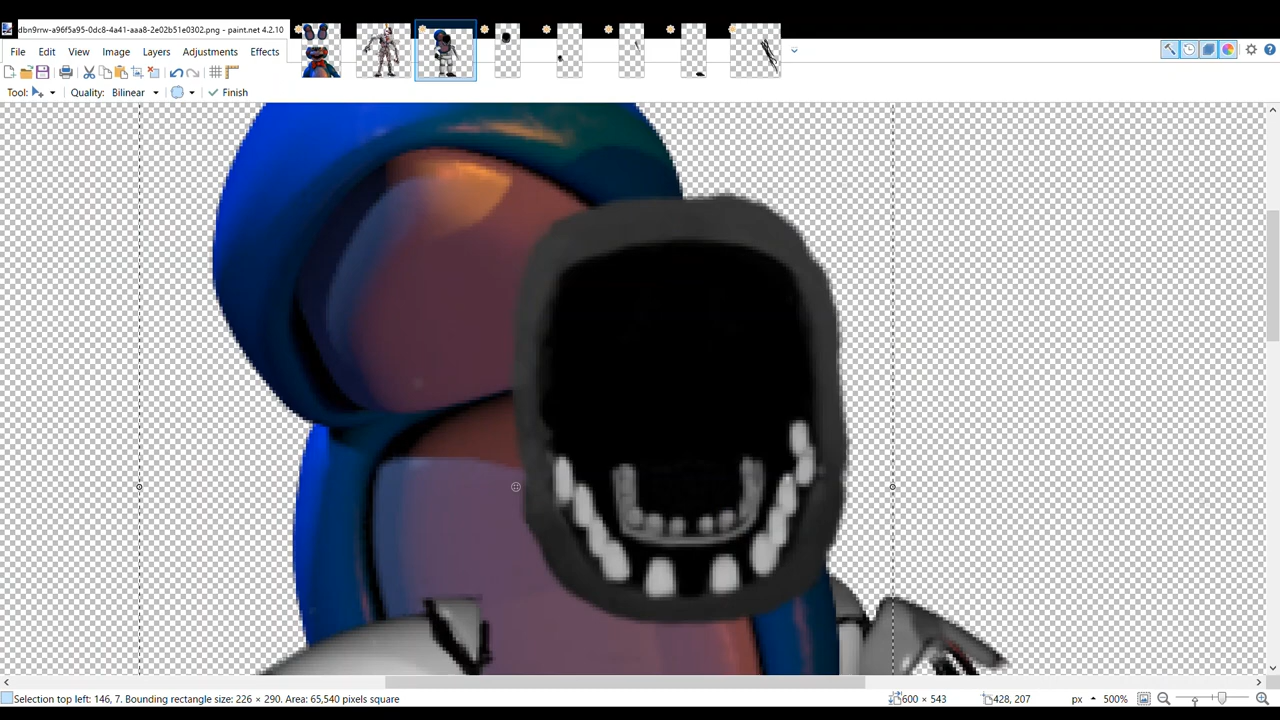 dbn9rrw-a96f5a95-0dc8-4a41-aaa8-2e02b51e0302.png - paint.net 4.2.10
File Edit View Image Layers Adjustments Effects
Tool: Quality: Bilinear Finish
Selection top left: 146, 7. Bounding rectangle size: 226 × 290. Area: 65,540 pixels square 600 × 543 428, 207 px 500%